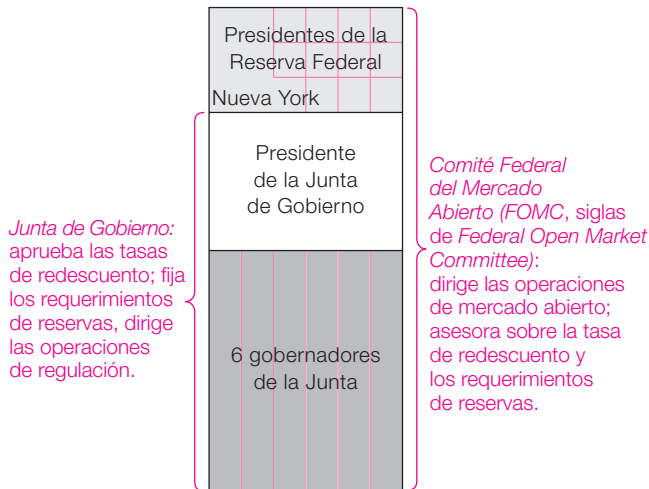 Presidentes de la
Reserva Federal
Nueva York
Presidente
de la Junta
de Gobierno
6 gobernadores
de la Junta
Junta de Gobierno:
aprueba las tasas
de redescuento; fija
los requerimientos
de reservas, dirige
las operaciones
de regulación.
Comité Federal
del Mercado
Abierto (FOMC, siglas
de Federal Open Market
Committee):
dirige las operaciones
de mercado abierto;
asesora sobre la tasa
de redescuento y
los requerimientos
de reservas.